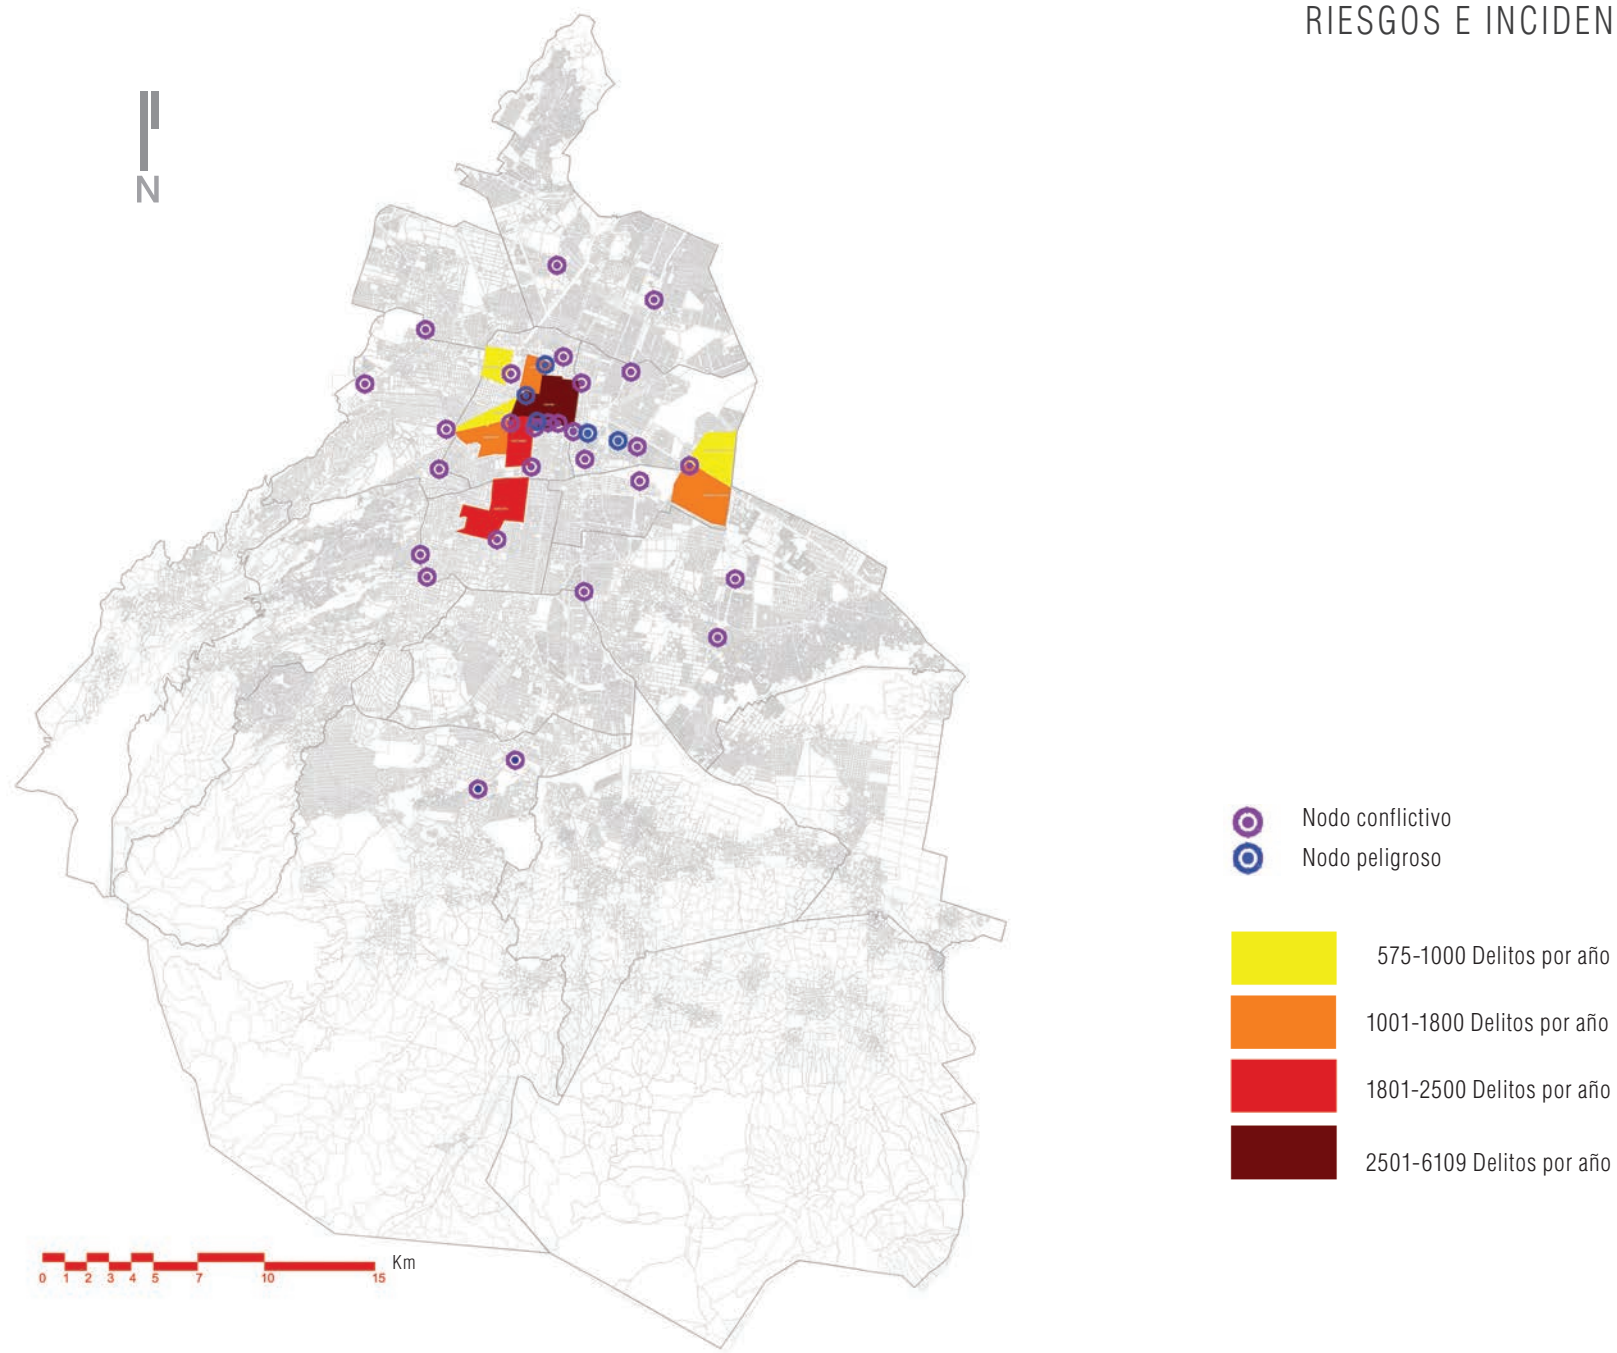 RIESGOS E INCIDEN
N
Nodo conflictivo
Nodo peligroso
575-1000 Delitos por año
1001-1800 Delitos por año
1801-2500 Delitos por año
2501-6109 Delitos por año
Km
0 1 2 3 4 5 7 10 15